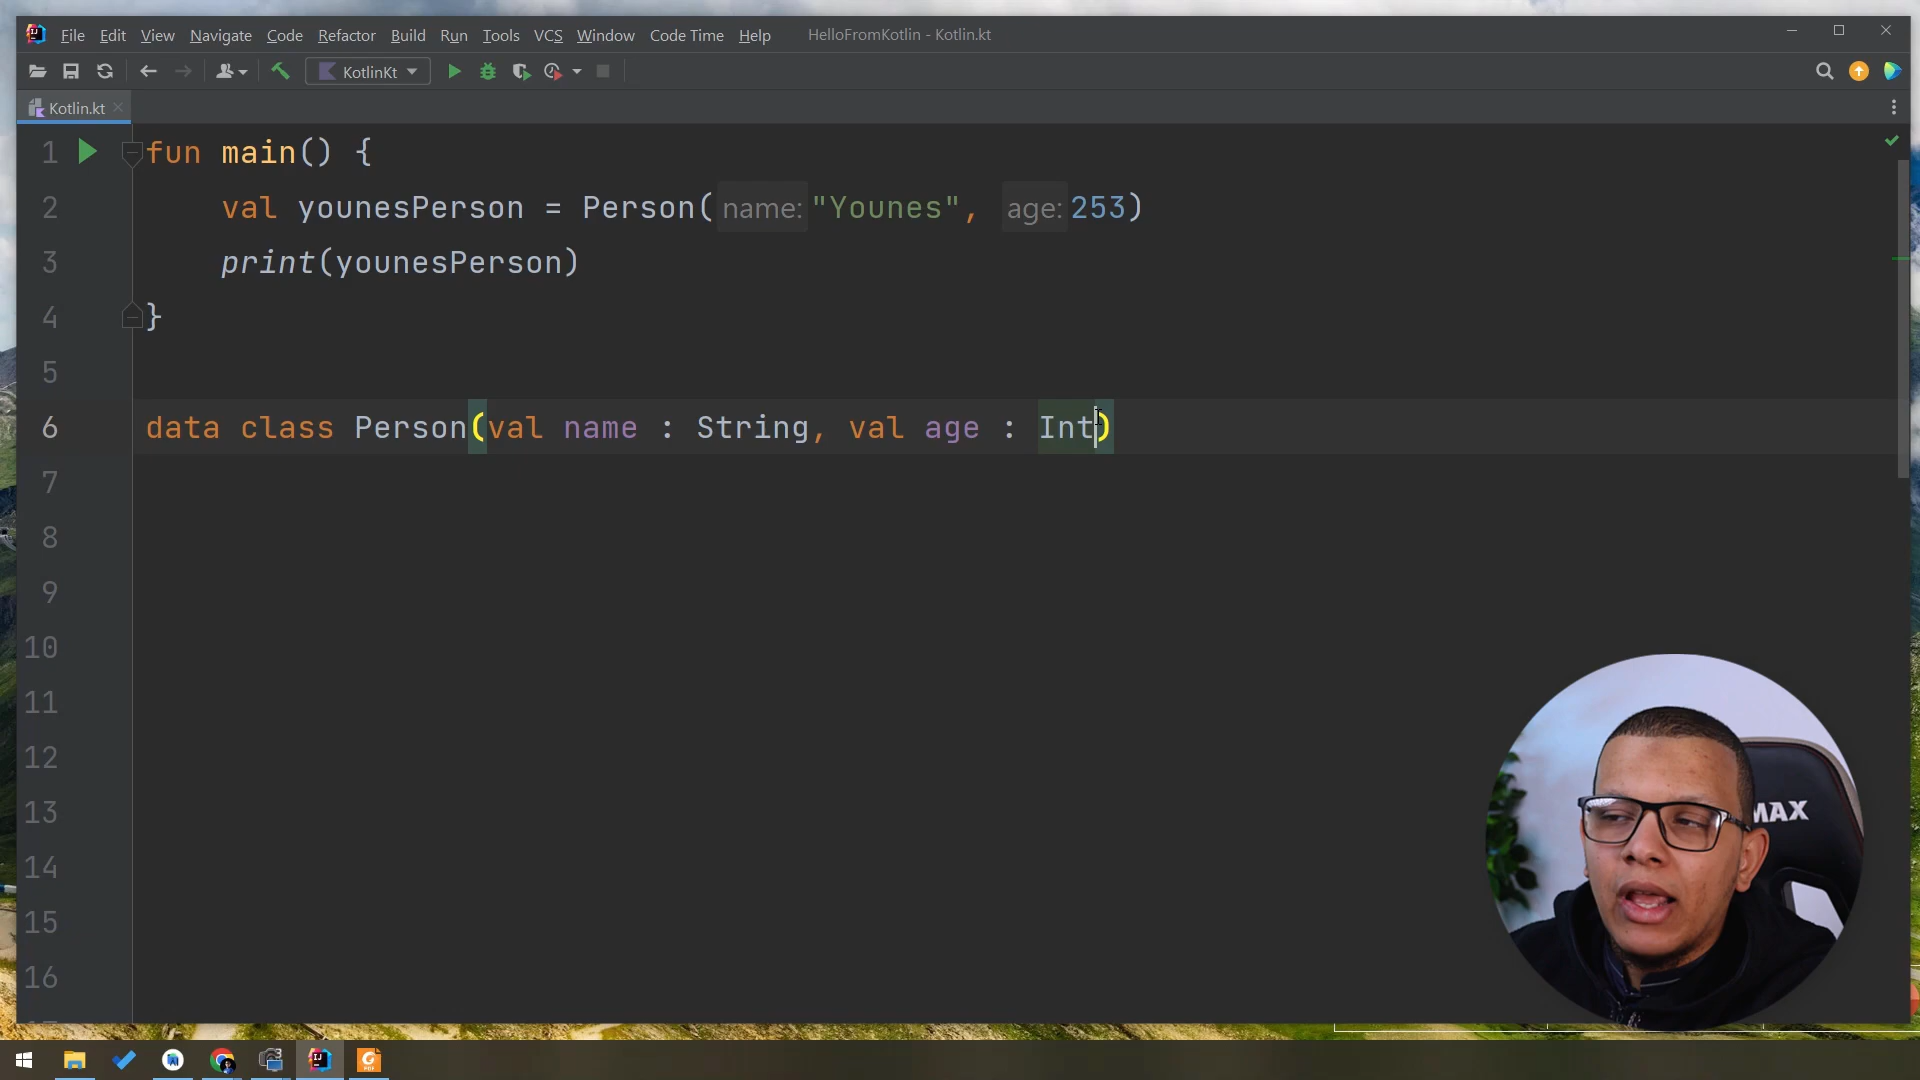 File Edit View Navigate Code Refactor Build Run Tools VCS Window Code Time Help HelloFromKotlin - Kotlin.kt
KotlinKt
Kotlin.kt
1 fun main() {
2 val younesPerson = Person( name: "Younes", age: 253)
3 print(younesPerson)
4 }
5
6 data class Person(val name : String, val age : Int)
7
8
9
10
11
12
13
14
15
16
MAX